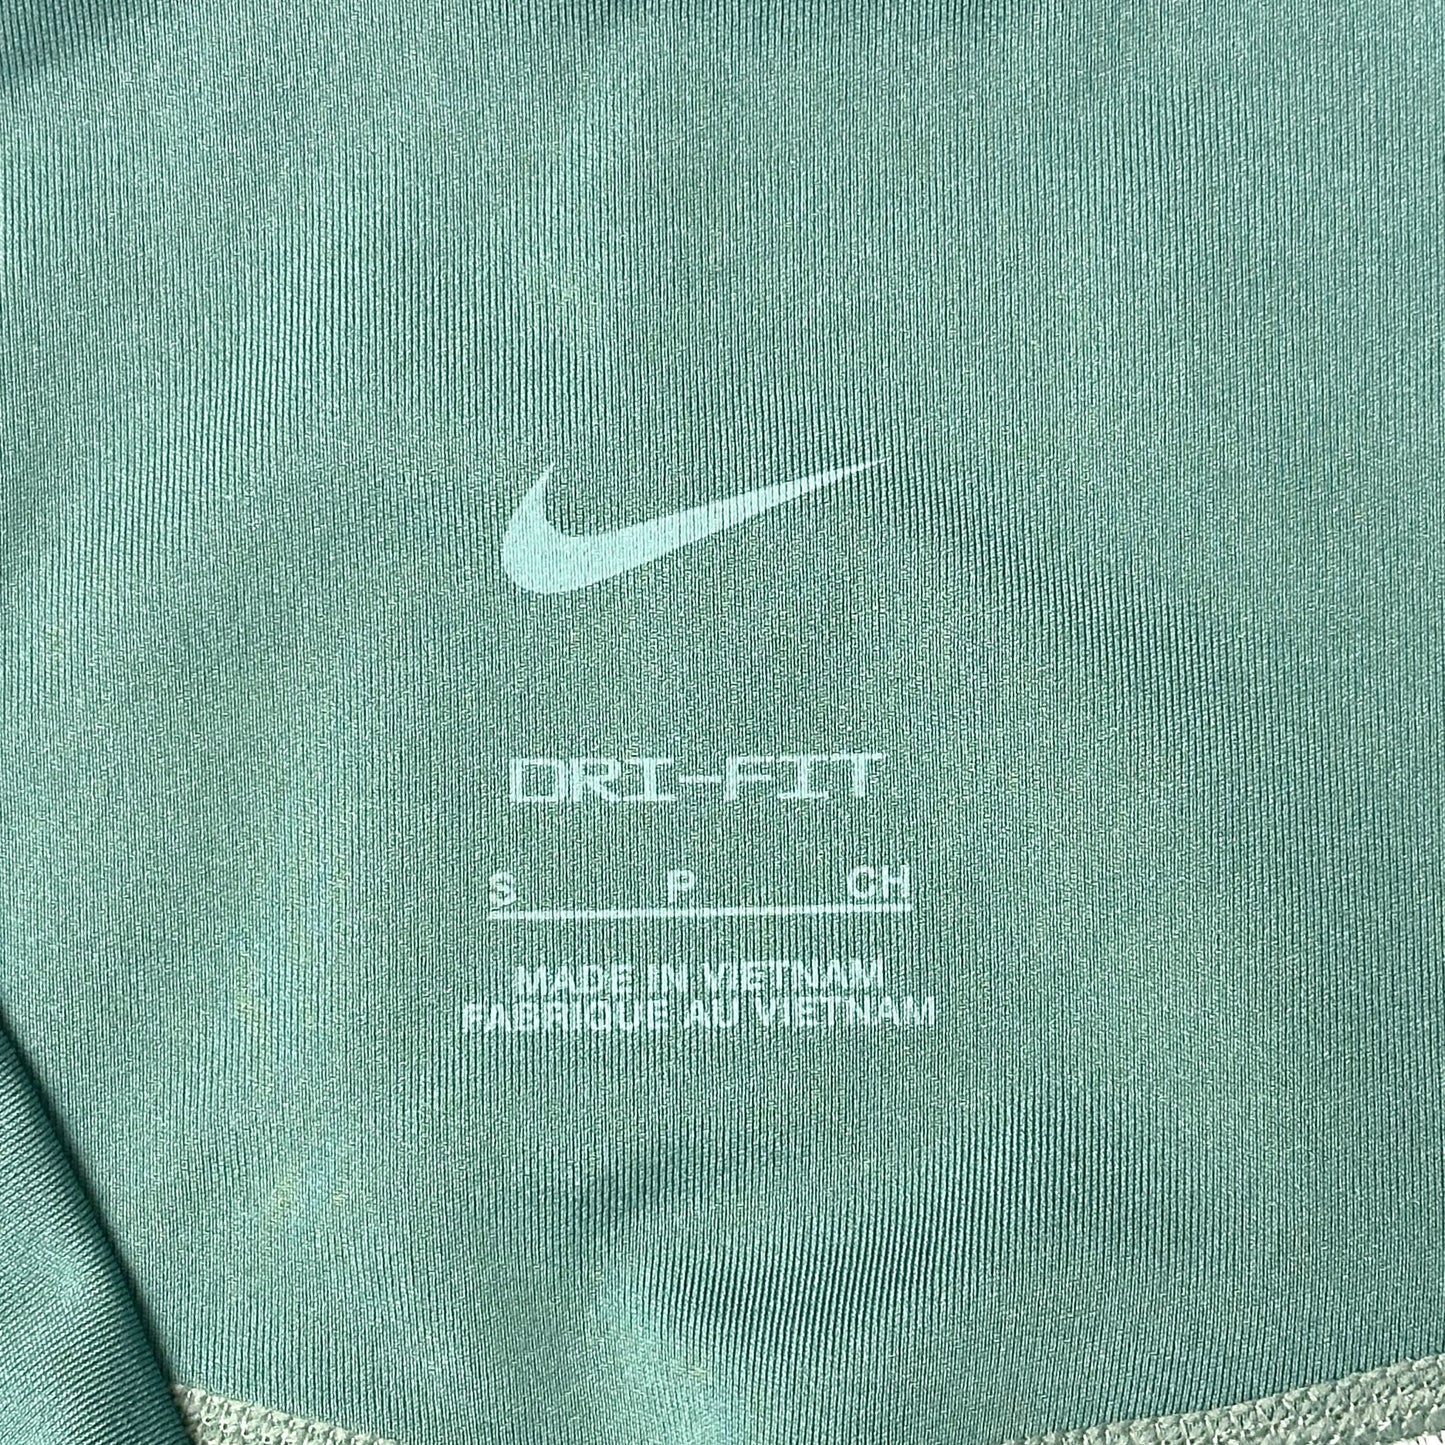 DRI-FIT
S P CH
MADE IN VIETNAM
FABRIQUE AU VIETNAM